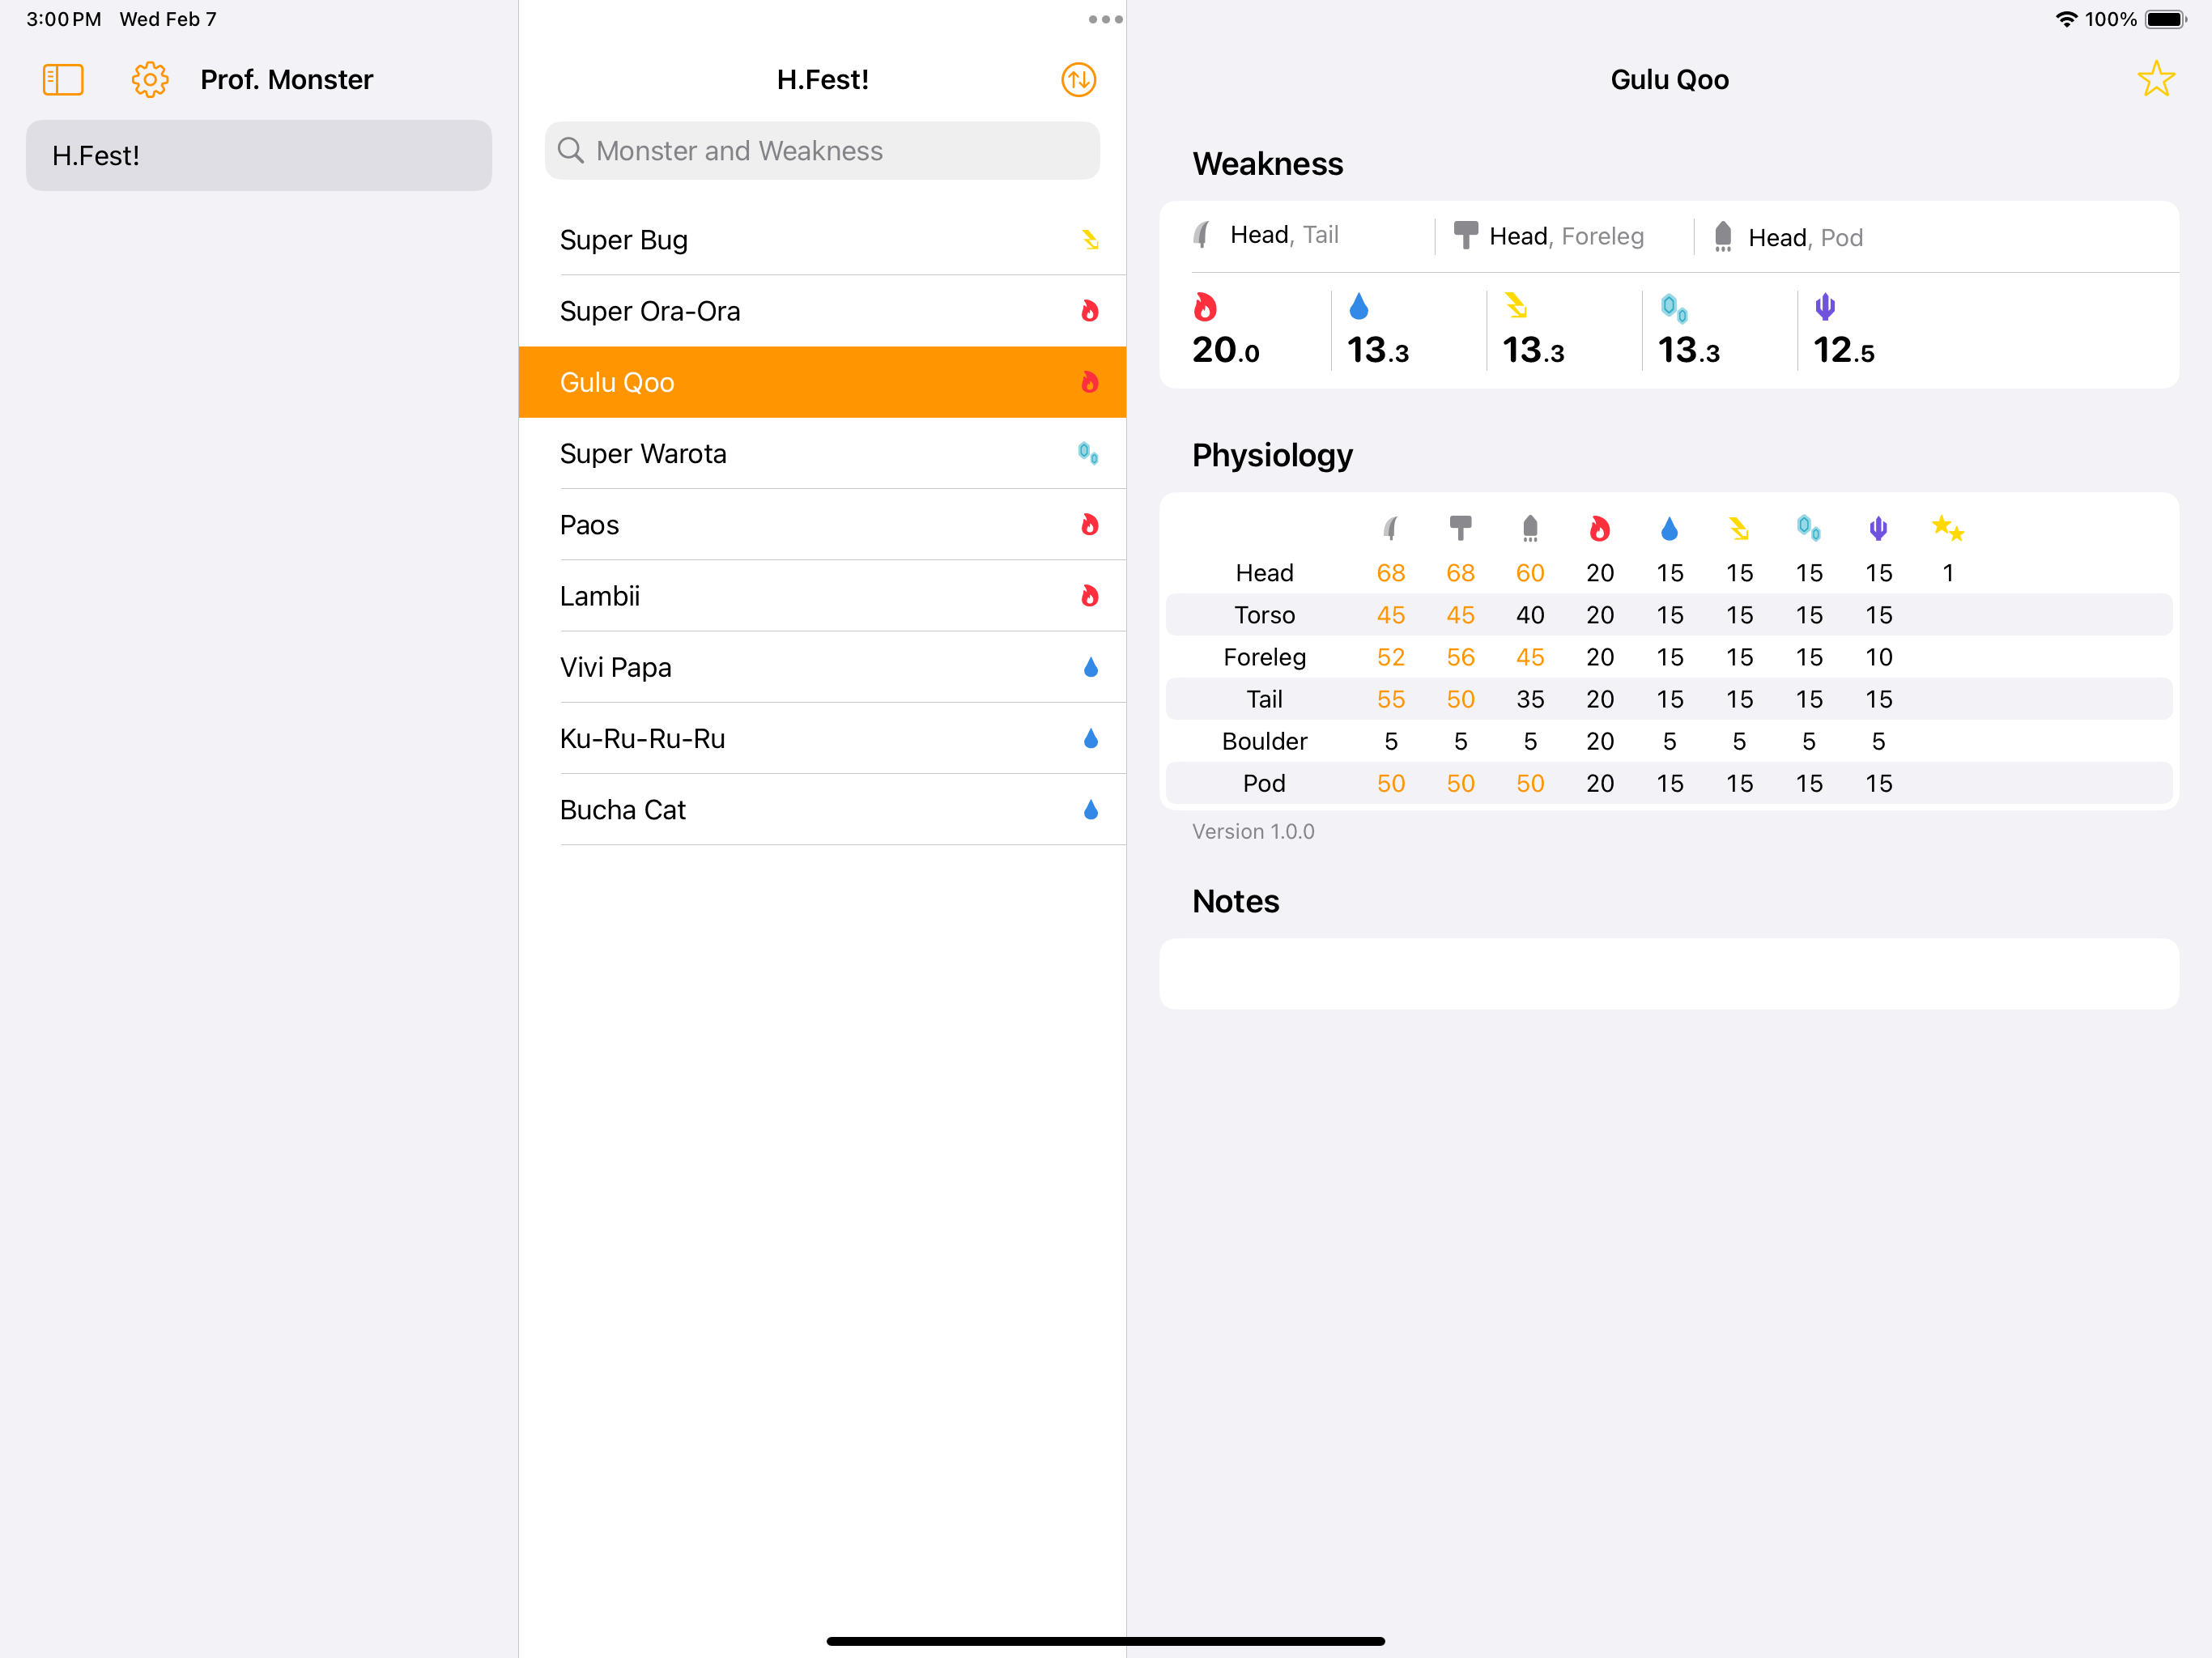 3:00 PM Wed Feb 7
100%
Prof. Monster
H.Fest!
H.Fest!
Monster and Weakness
Super Bug
Super Ora-Ora
Gulu Qoo
Super Warota
Paos
Lambii
Vivi Papa
Ku-Ru-Ru-Ru
Bucha Cat
Gulu Qoo
Weakness
Head, Tail Head, Foreleg Head, Pod
20.0 13.3 13.3 13.3 12.5
Physiology
Head 68 68 60 20 15 15 15 15 1
Torso 45 45 40 20 15 15 15 15
Foreleg 52 56 45 20 15 15 15 10
Tail 55 50 35 20 15 15 15 15
Boulder 5 5 5 20 5 5 5 5
Pod 50 50 50 20 15 15 15 15
Version 1.0.0
Notes